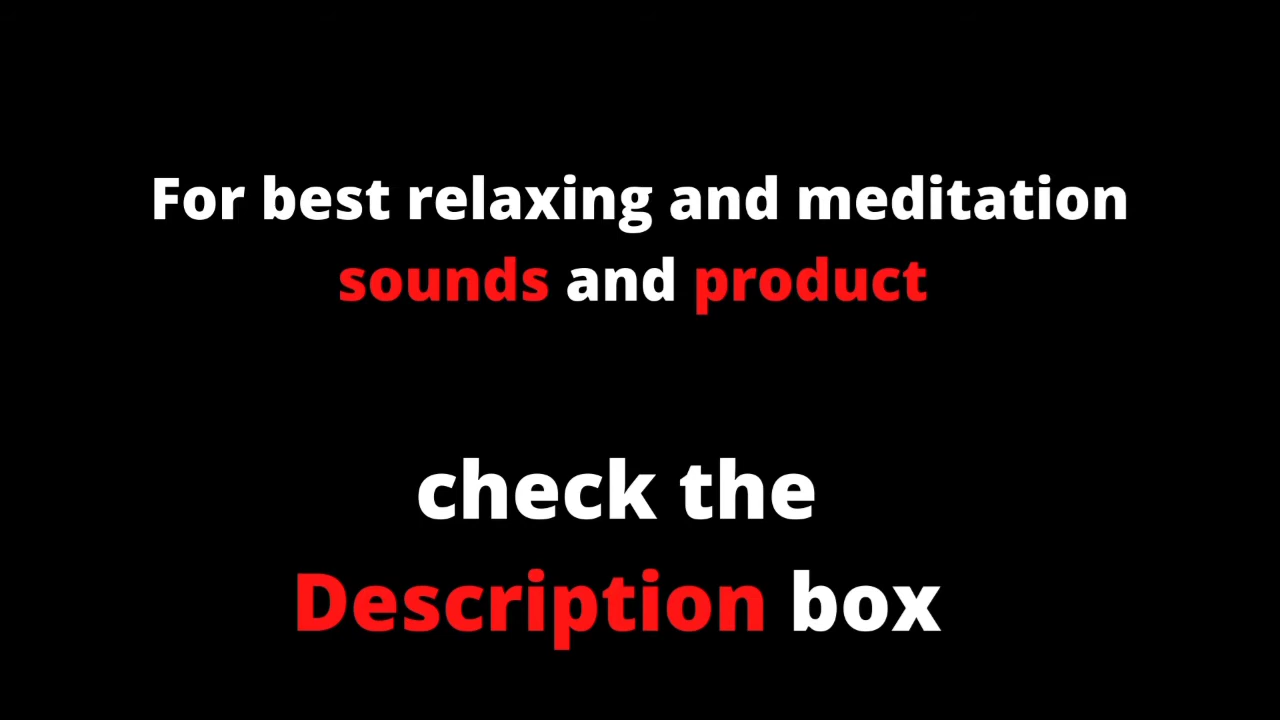 For best relaxing and meditation
sounds and product
check the
Description box